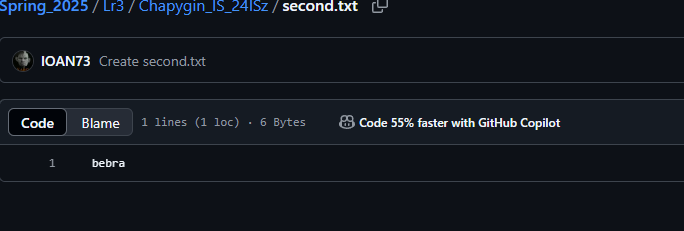 Spring_2025 / Lr3 / Chapygin_IS_24ISz / second.txt
IOAN73 Create second.txt
Code Blame 1 lines (1 loc) · 6 Bytes Code 55% faster with GitHub Copilot
1 bebra